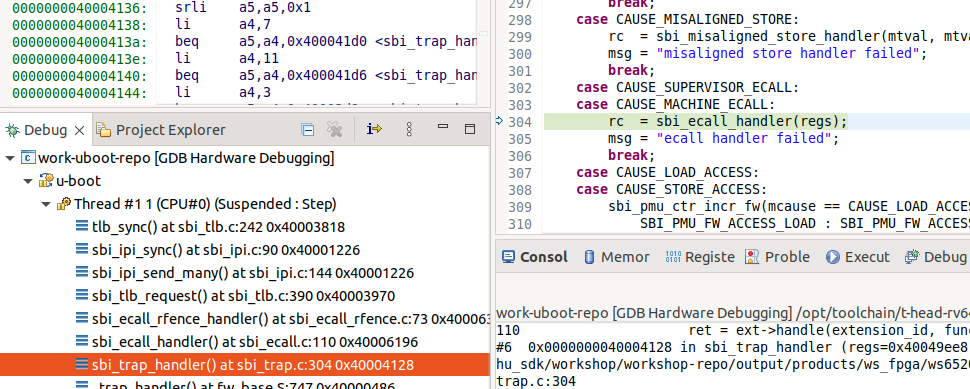 0000000040004136: srli a5,a5,0x1
0000000040004138: li a4,7
000000004000413a: beq a5,a4,0x400041d0 <sbi_trap_han
000000004000413e: li a4,11
0000000040004140: beq a5,a4,0x400041d6 <sbi_trap_han
0000000040004144: li a4,3
297 break;
298 case CAUSE_MISALIGNED_STORE:
299 rc = sbi_misaligned_store_handler(mtval, mtva
300 msg = "misaligned store handler failed";
301 break;
302 case CAUSE_SUPERVISOR_ECALL:
303 case CAUSE_MACHINE_ECALL:
304 rc = sbi_ecall_handler(regs);
305 msg = "ecall handler failed";
306 break;
307 case CAUSE_LOAD_ACCESS:
308 case CAUSE_STORE_ACCESS:
309 sbi_pmu_ctr_incr_fw(mcause == CAUSE_LOAD_ACCE
310 SBI_PMU_FW_ACCESS_LOAD : SBI_PMU_FW_ACCES
Debug Project Explorer
work-uboot-repo [GDB Hardware Debugging]
u-boot
Thread #1 1 (CPU#0) (Suspended : Step)
tlb_sync() at sbi_tlb.c:242 0x40003818
sbi_ipi_sync() at sbi_ipi.c:90 0x40001226
sbi_ipi_send_many() at sbi_ipi.c:144 0x40001226
sbi_tlb_request() at sbi_tlb.c:390 0x40003970
sbi_ecall_rfence_handler() at sbi_ecall_rfence.c:73 0x400063
sbi_ecall_handler() at sbi_ecall.c:110 0x40006196
sbi_trap_handler() at sbi_trap.c:304 0x40004128
_trap_handler() at fw_base.S:747 0x40000486
Consol Memor Registe Proble Execut Debug
work-uboot-repo [GDB Hardware Debugging] /opt/toolchain/t-head-rv64
110 ret = ext->handle(extension_id, func
#6 0x0000000040004128 in sbi_trap_handler (regs=0x40049ee8)
hu_sdk/workshop/workshop-repo/output/products/ws_fpga/ws652
trap.c:304